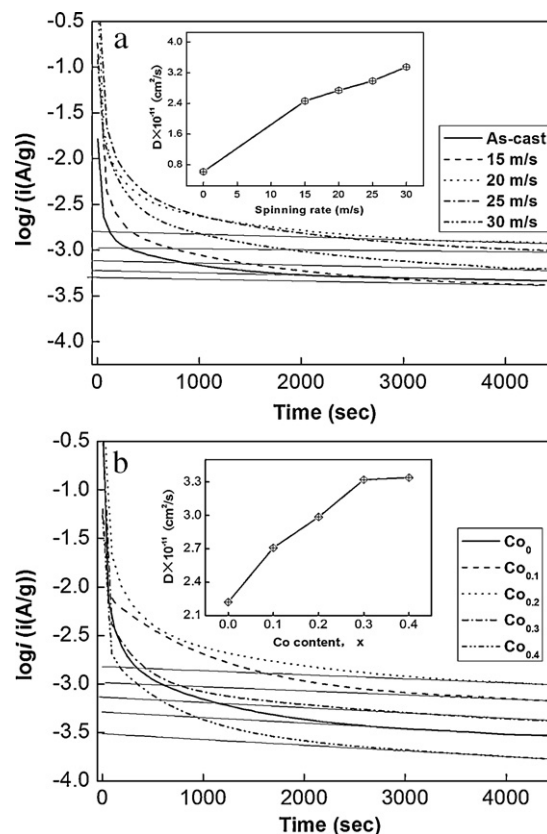 a
-0.5
-1.0
-1.5
-2.0
-2.5
-3.0
-3.5
-4.0
logi (i(A/g))
D×10⁻¹¹ (cm²/s)
3.2
2.4
1.6
0.8
0 5 10 15 20 25 30
Spinning rate (m/s)
As-cast
15 m/s
20 m/s
25 m/s
30 m/s
0 1000 2000 3000 4000
Time (sec)
b
-0.5
-1.0
-1.5
-2.0
-2.5
-3.0
-3.5
-4.0
logi (i(A/g))
D×10⁻¹¹ (cm²/s)
3.3
3.0
2.7
2.4
2.1
0.0 0.1 0.2 0.3 0.4
Co content, x
Co₀
Co₀.₁
Co₀.₂
Co₀.₃
Co₀.₄
0 1000 2000 3000 4000
Time (sec)